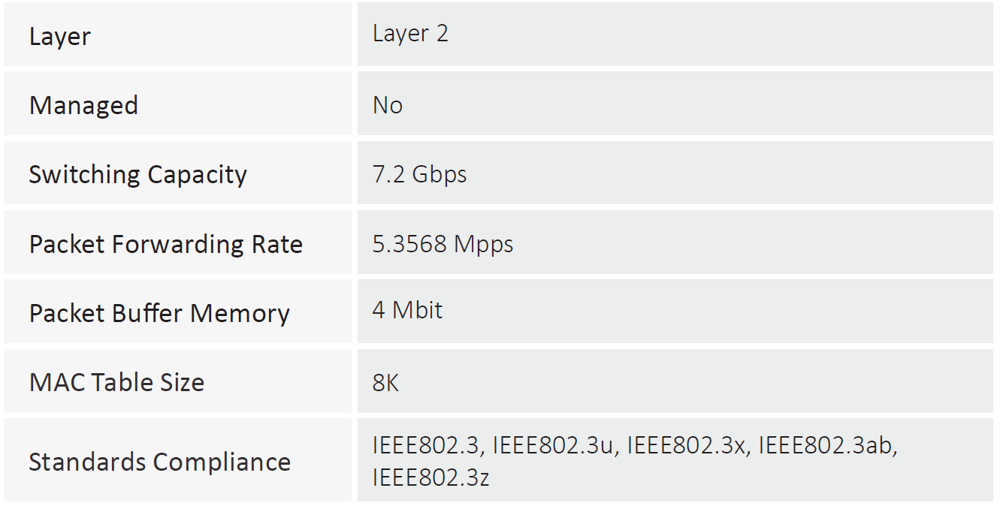 Layer
Layer 2
Managed
No
Switching Capacity
7.2 Gbps
Packet Forwarding Rate
5.3568 Mpps
Packet Buffer Memory
4 Mbit
MAC Table Size
8K
Standards Compliance
IEEE802.3, IEEE802.3u, IEEE802.3x, IEEE802.3ab,
IEEE802.3z